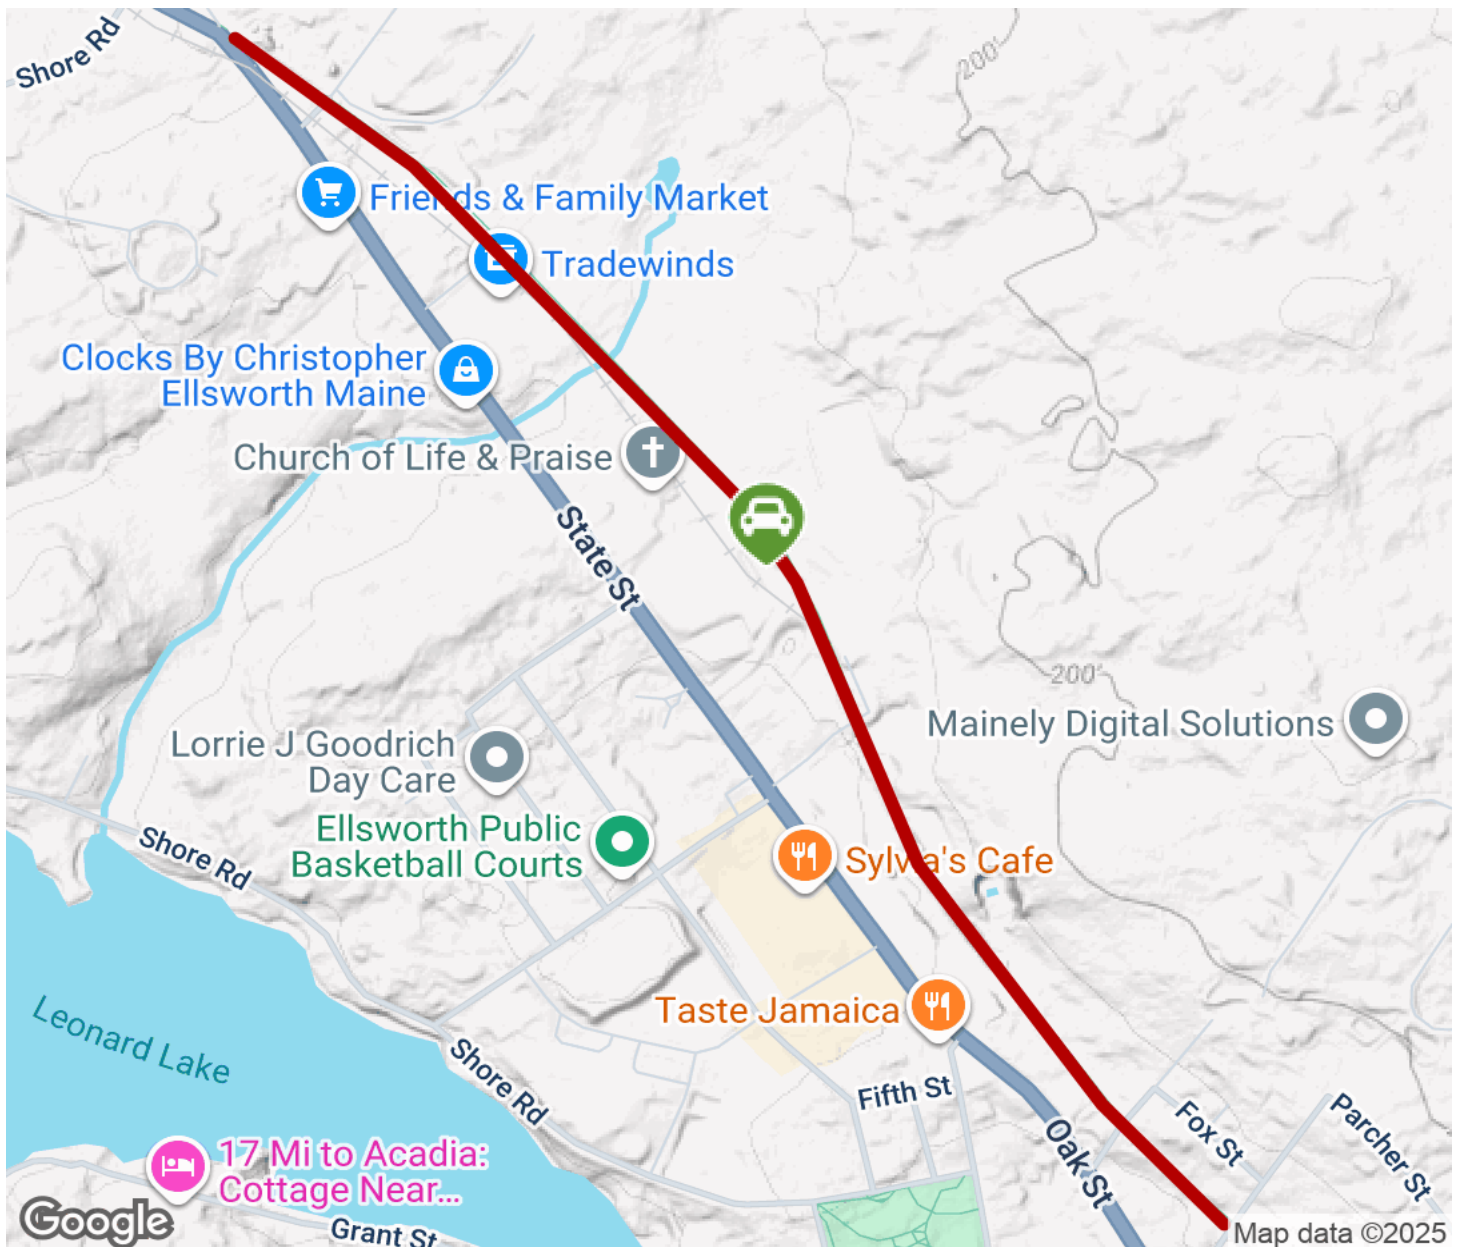 Shore Rd
200'
Friends & Family Market
Tradewinds
Clocks By Christopher
Ellsworth Maine
Church of Life & Praise
State St
200'
Mainely Digital Solutions
Lorrie J Goodrich
Day Care
Ellsworth Public
Basketball Courts
Shore Rd
Sylvia's Cafe
Taste Jamaica
Leonard Lake
Shore Rd
Fifth St
Fox St
Parcher St
Oak St
17 Mi to Acadia:
Cottage Near...
Google
Grant St
Map data ©2025